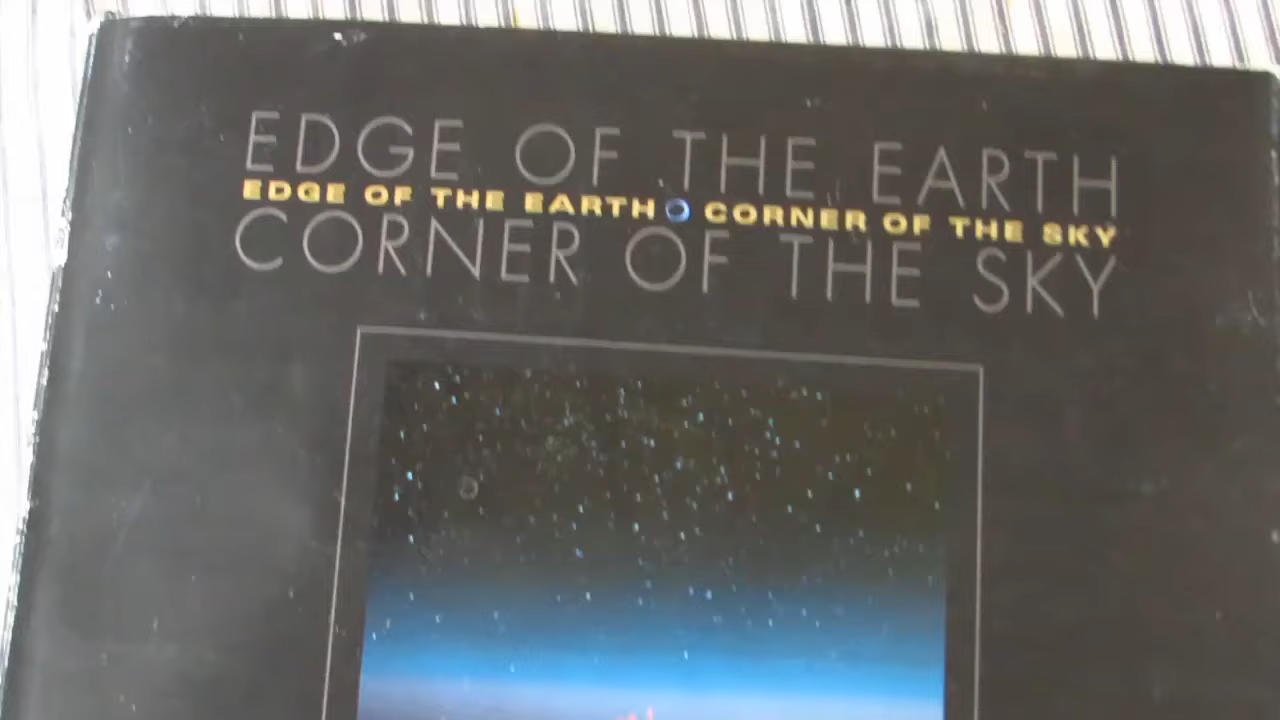 EDGE OF THE EARTH
EDGE OF THE EARTH CORNER OF THE SKY
CORNER OF THE SKY